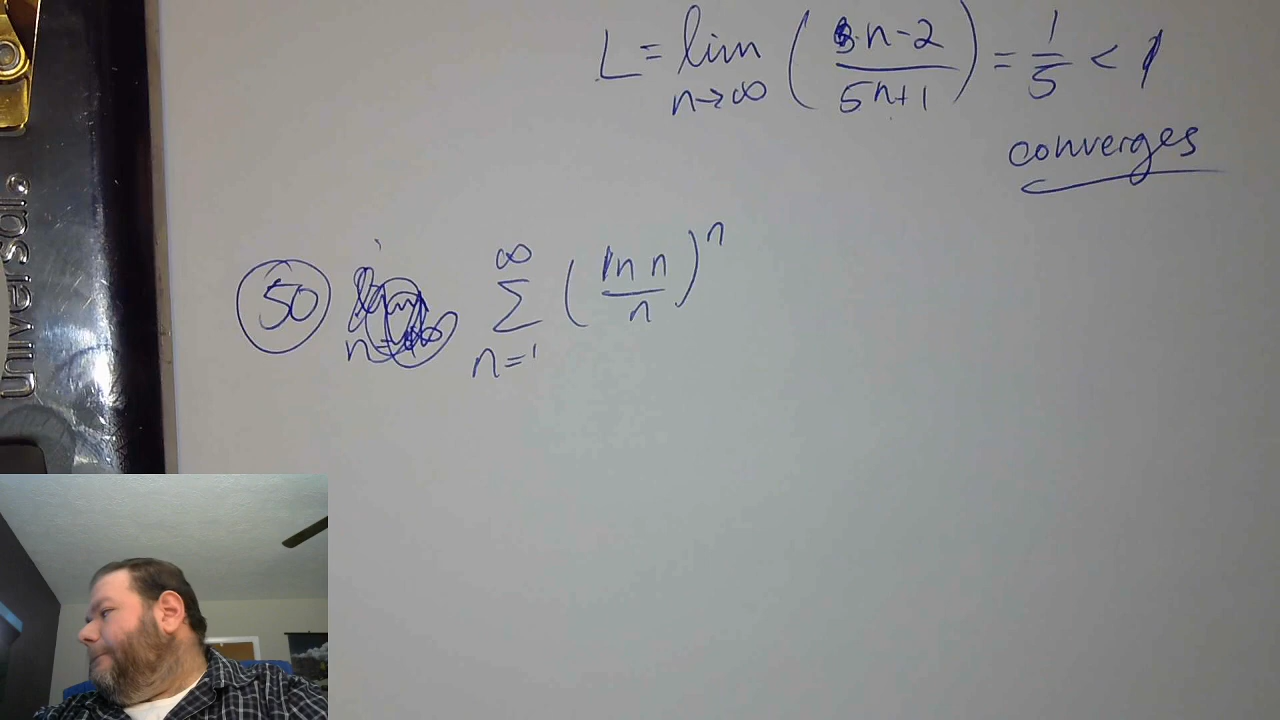 L = lim n→∞ ( n-2 / 5n+1 ) = 1/5 < 1
converges
50 ∞ Σ n=1 ( ln n / n )^n
universal